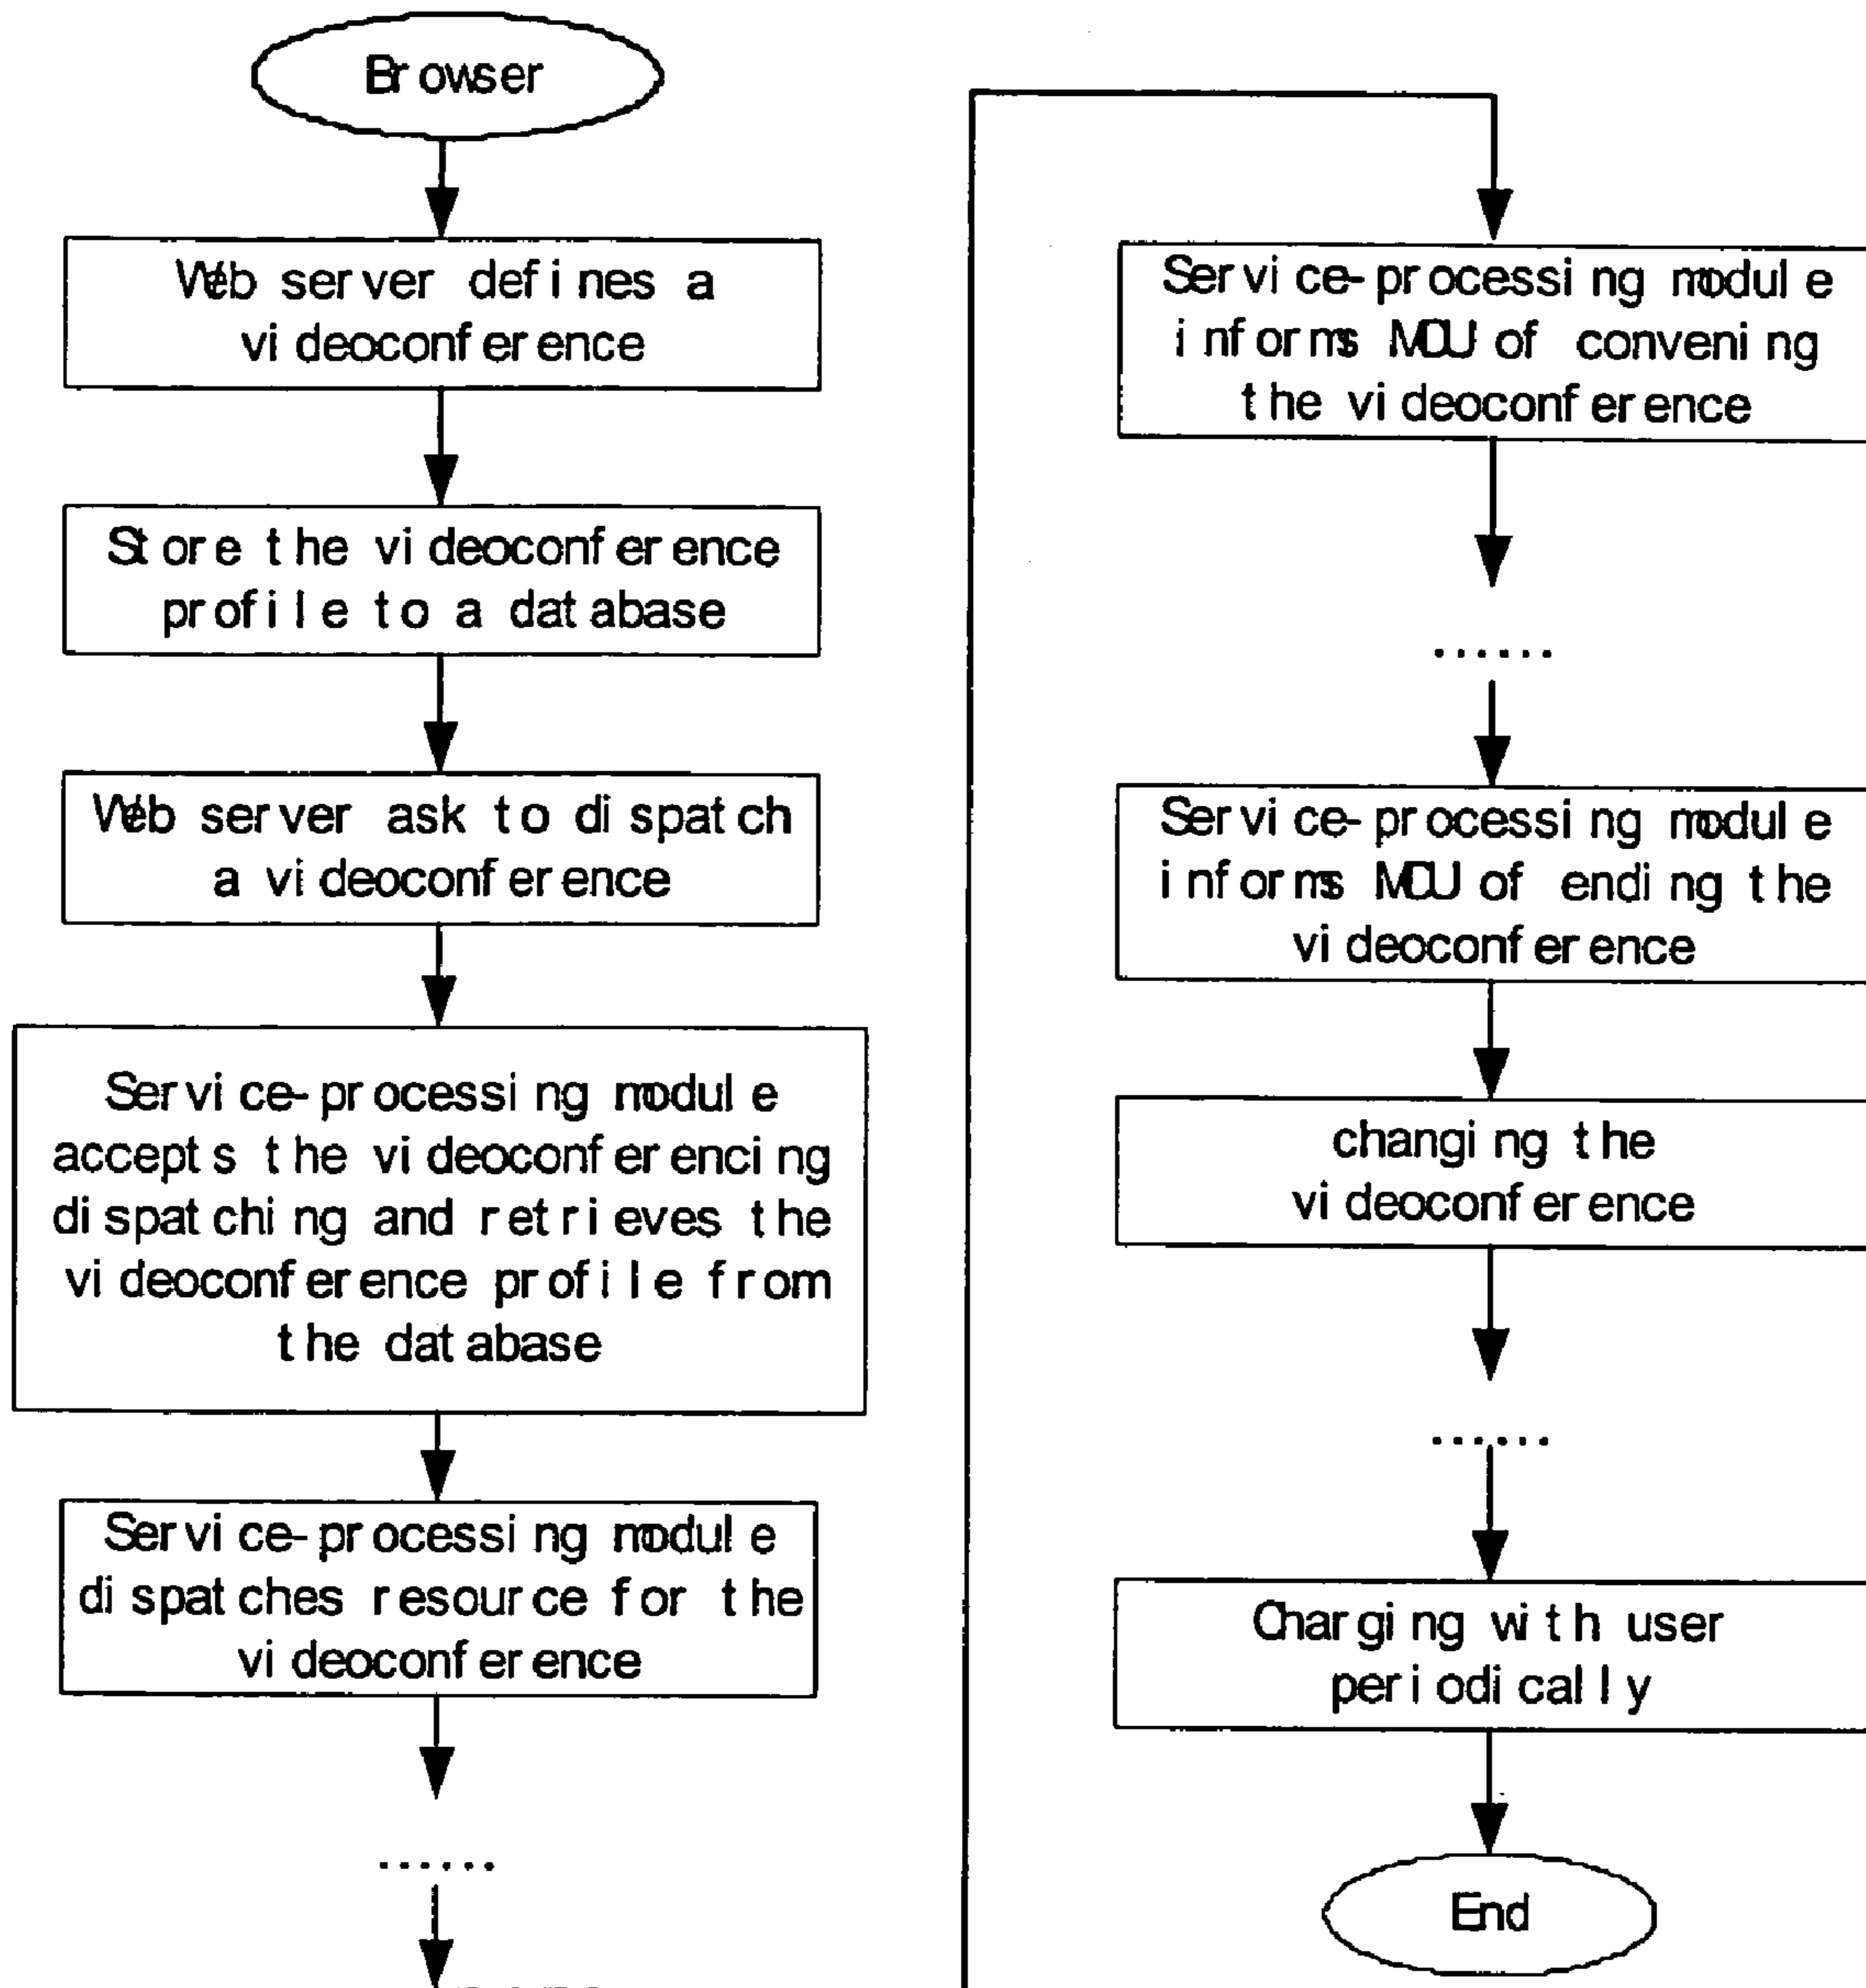 Browser
Web server defines a
videoconference
Store the videoconference
profile to a database
Web server ask to dispatch
a videoconference
Service-processing module
accepts the videoconferencing
dispatching and retrieves the
videoconference profile from
the database
Service-processing module
dispatches resource for the
videoconference
......
Service-processing module
informs MCU of convening
the videoconference
......
Service-processing module
informs MCU of ending the
videoconference
changing the
videoconference
......
Charging with user
periodically
End